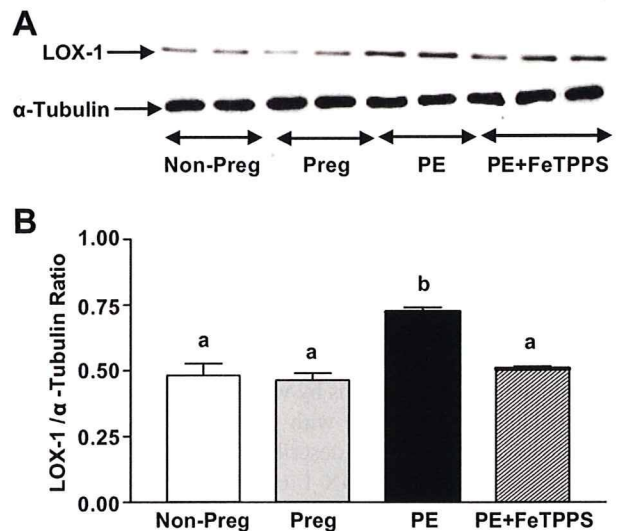 A
LOX-1
α-Tubulin
Non-Preg Preg PE PE+FeTPPS
B
LOX-1 /α -Tubulin Ratio
1.00
0.75
0.50
0.25
0.00
a
a
b
a
Non-Preg Preg PE PE+FeTPPS